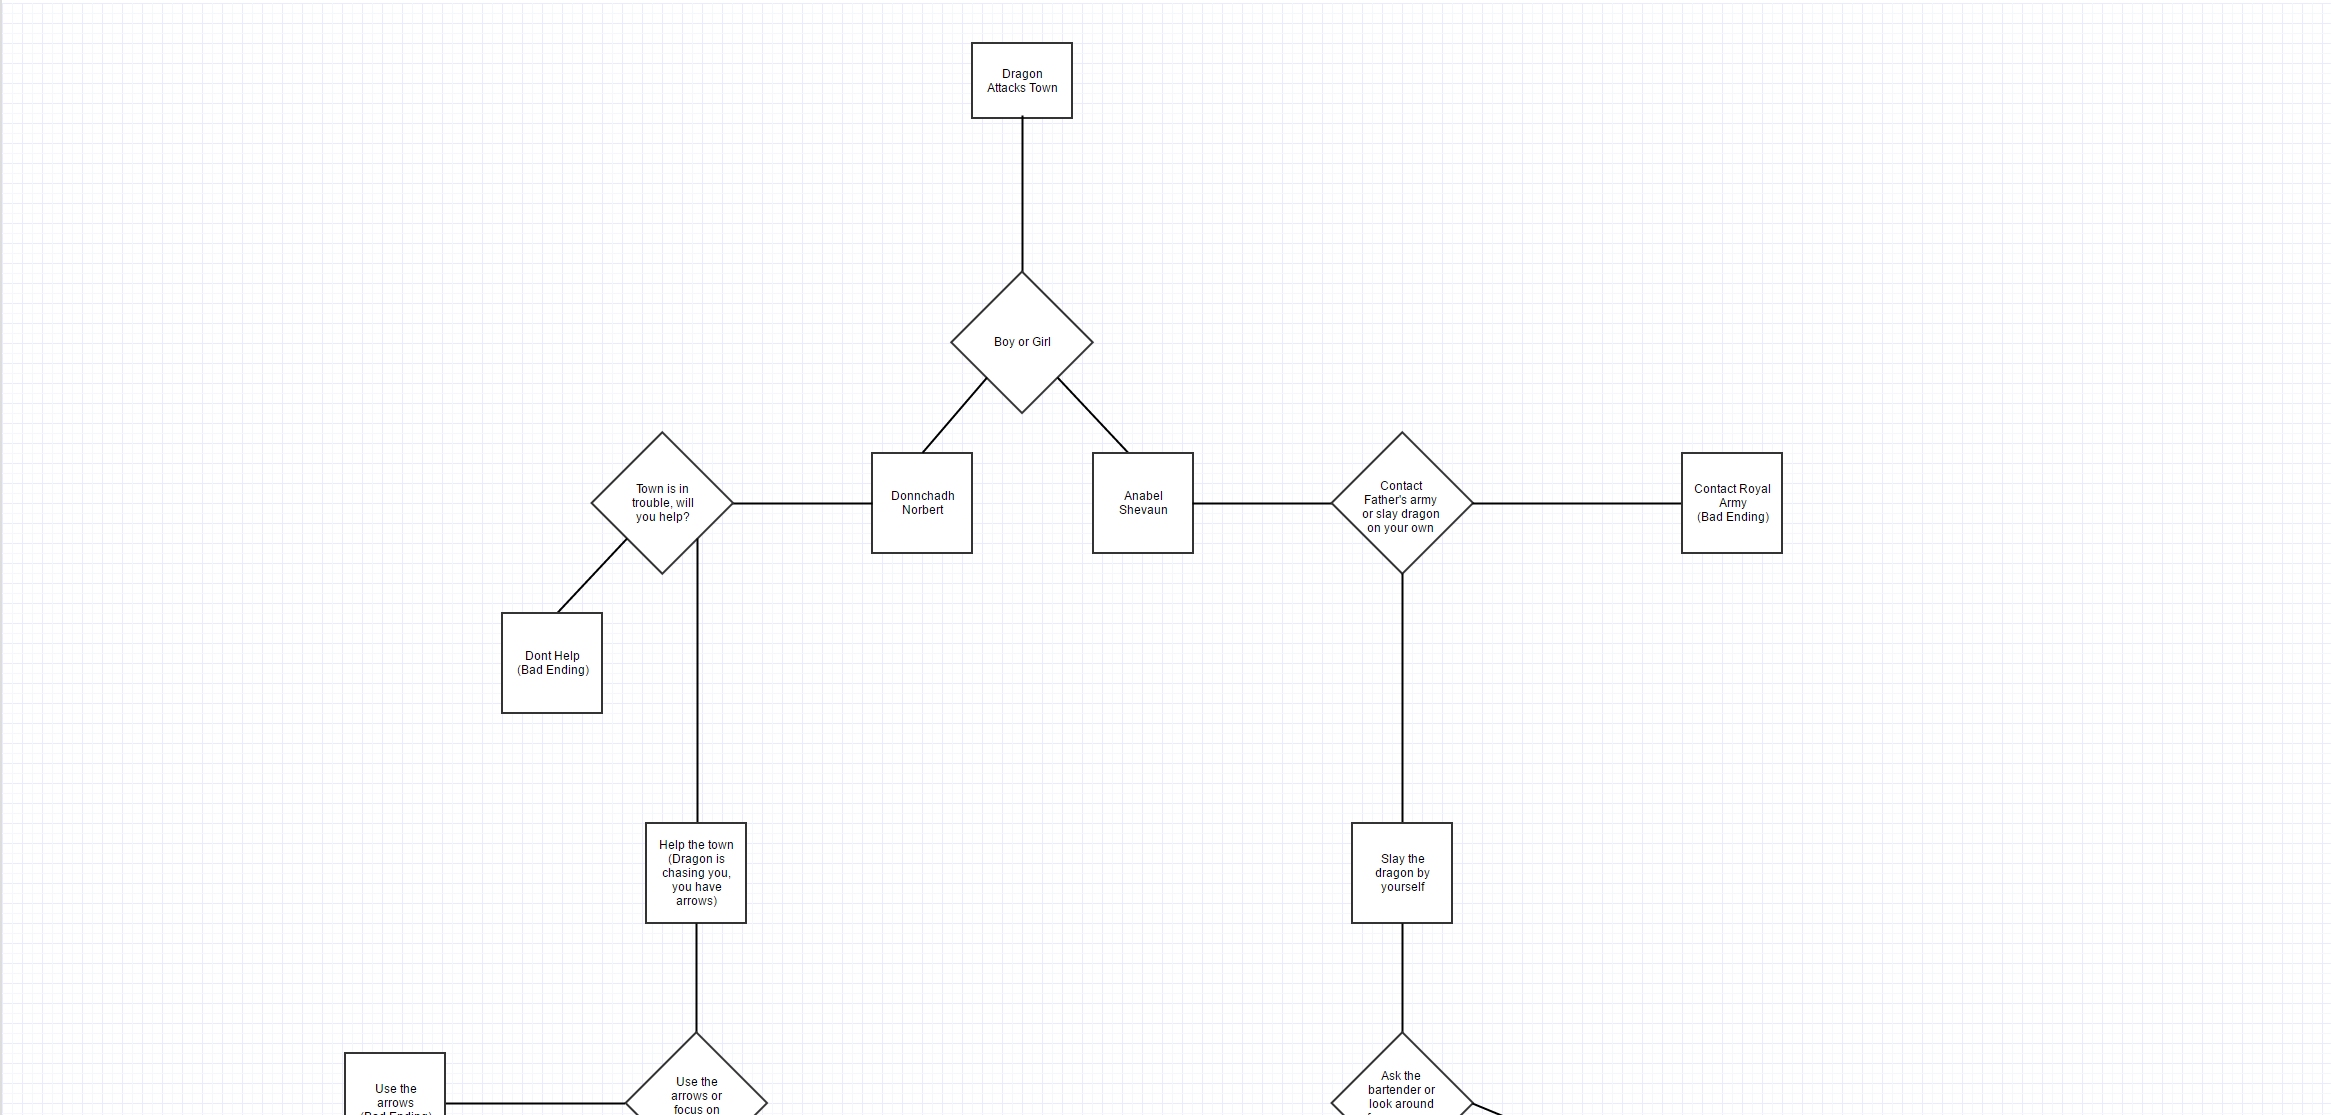 Dragon
Attacks Town
Boy or Girl
Town is in
trouble, will
you help?
Donnchadh
Norbert
Anabel
Shevaun
Contact
Father's army
or slay dragon
on your own
Contact Royal
Army
(Bad Ending)
Dont Help
(Bad Ending)
Help the town
(Dragon is
chasing you,
you have
arrows)
Slay the
dragon by
yourself
Use the
arrows
(Bad Ending)
Use the
arrows or
focus on
Ask the
bartender or
look around